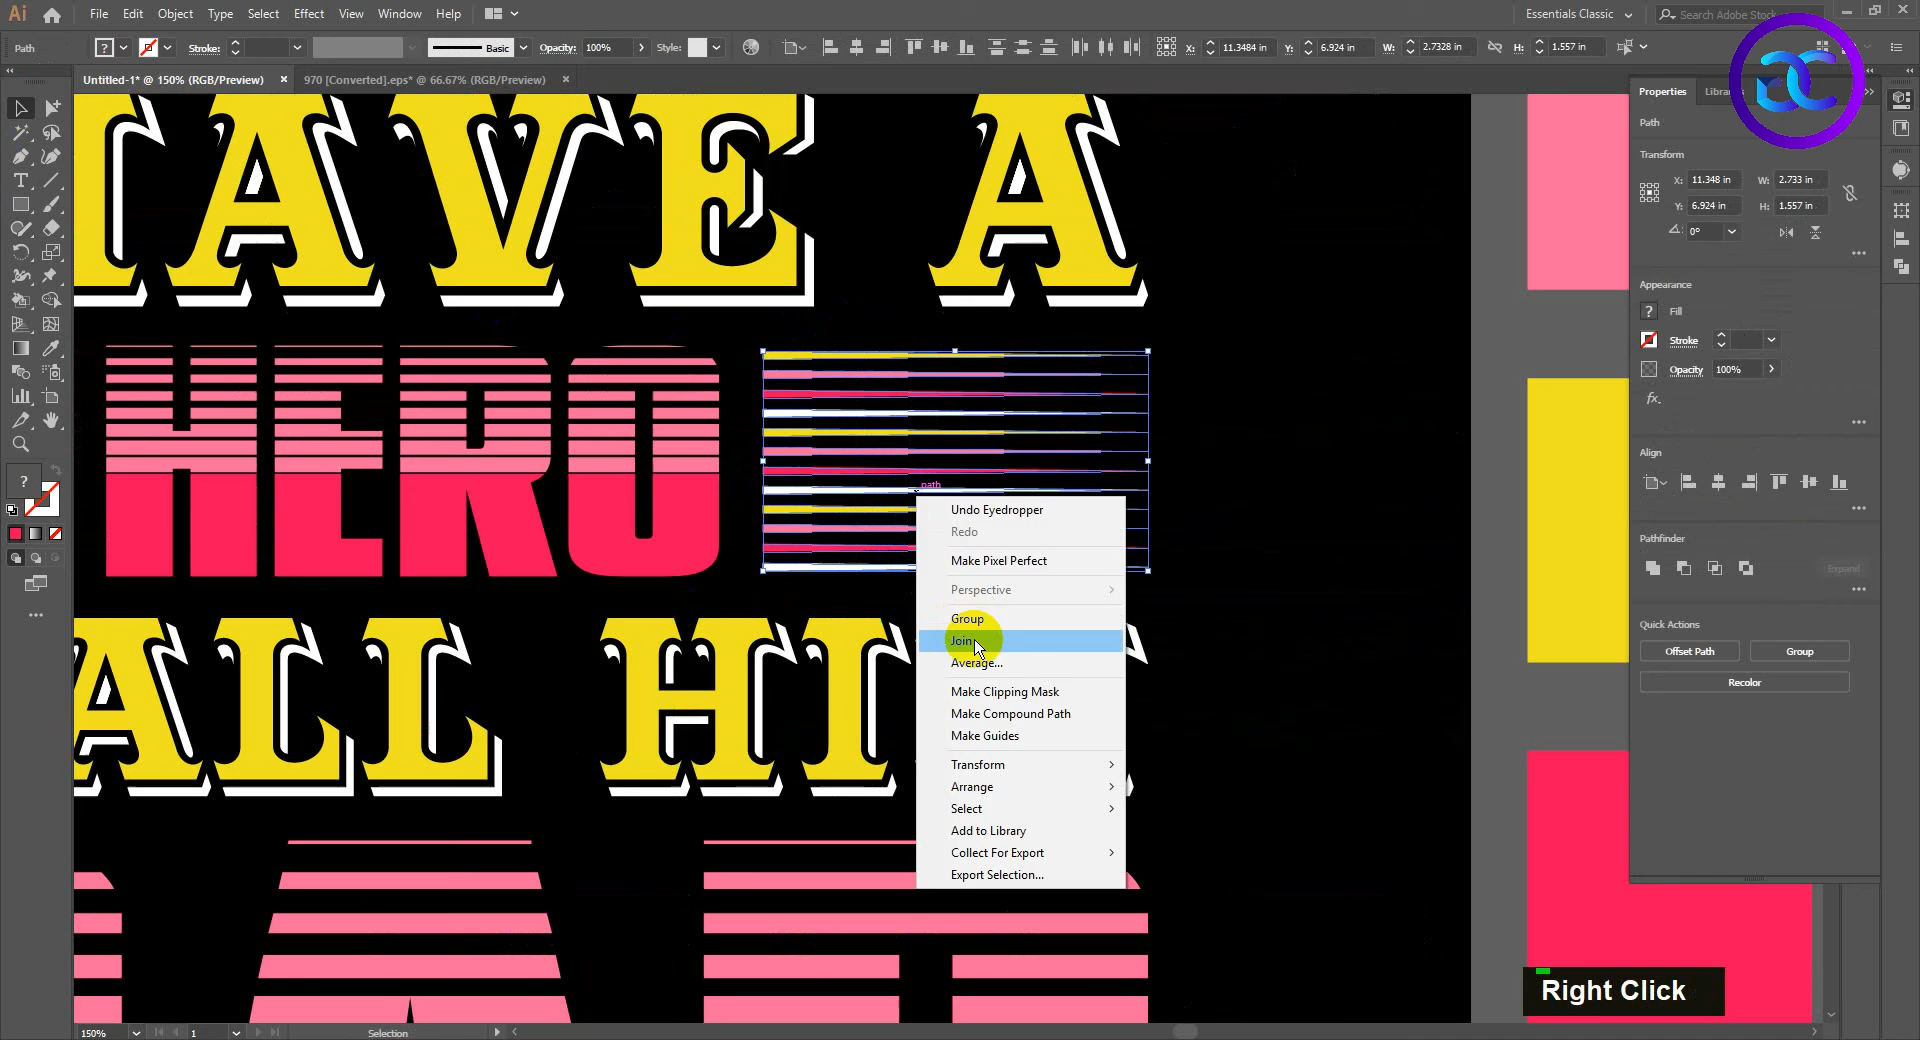 Ai File Edit Object Type Select Effect View Window Help Essentials Classic Search Adobe Stock
Path ? Stroke: Basic Opacity: 100% Style: X: 11.3484 in Y: 6.924 in W: 2.7328 in H: 1.557 in
Untitled-1* @ 150% (RGB/Preview) × 970 [Converted].eps* @ 66.67% (RGB/Preview) ×
Properties Librar
Path
Transform
X: 11.348 in W: 2.733 in
Y: 6.924 in H: 1.557 in
0°
Appearance
? Fill
Stroke
Opacity 100%
fx.
Align
Pathfinder
Expand
Quick Actions
Offset Path Group
Recolor
TAVE A
HERO
ALL HI
path
Undo Eyedropper
Redo
Make Pixel Perfect
Perspective
Group
Join
Average...
Make Clipping Mask
Make Compound Path
Make Guides
Transform
Arrange
Select
Add to Library
Collect For Export
Export Selection...
Right Click
150% 1 Selection